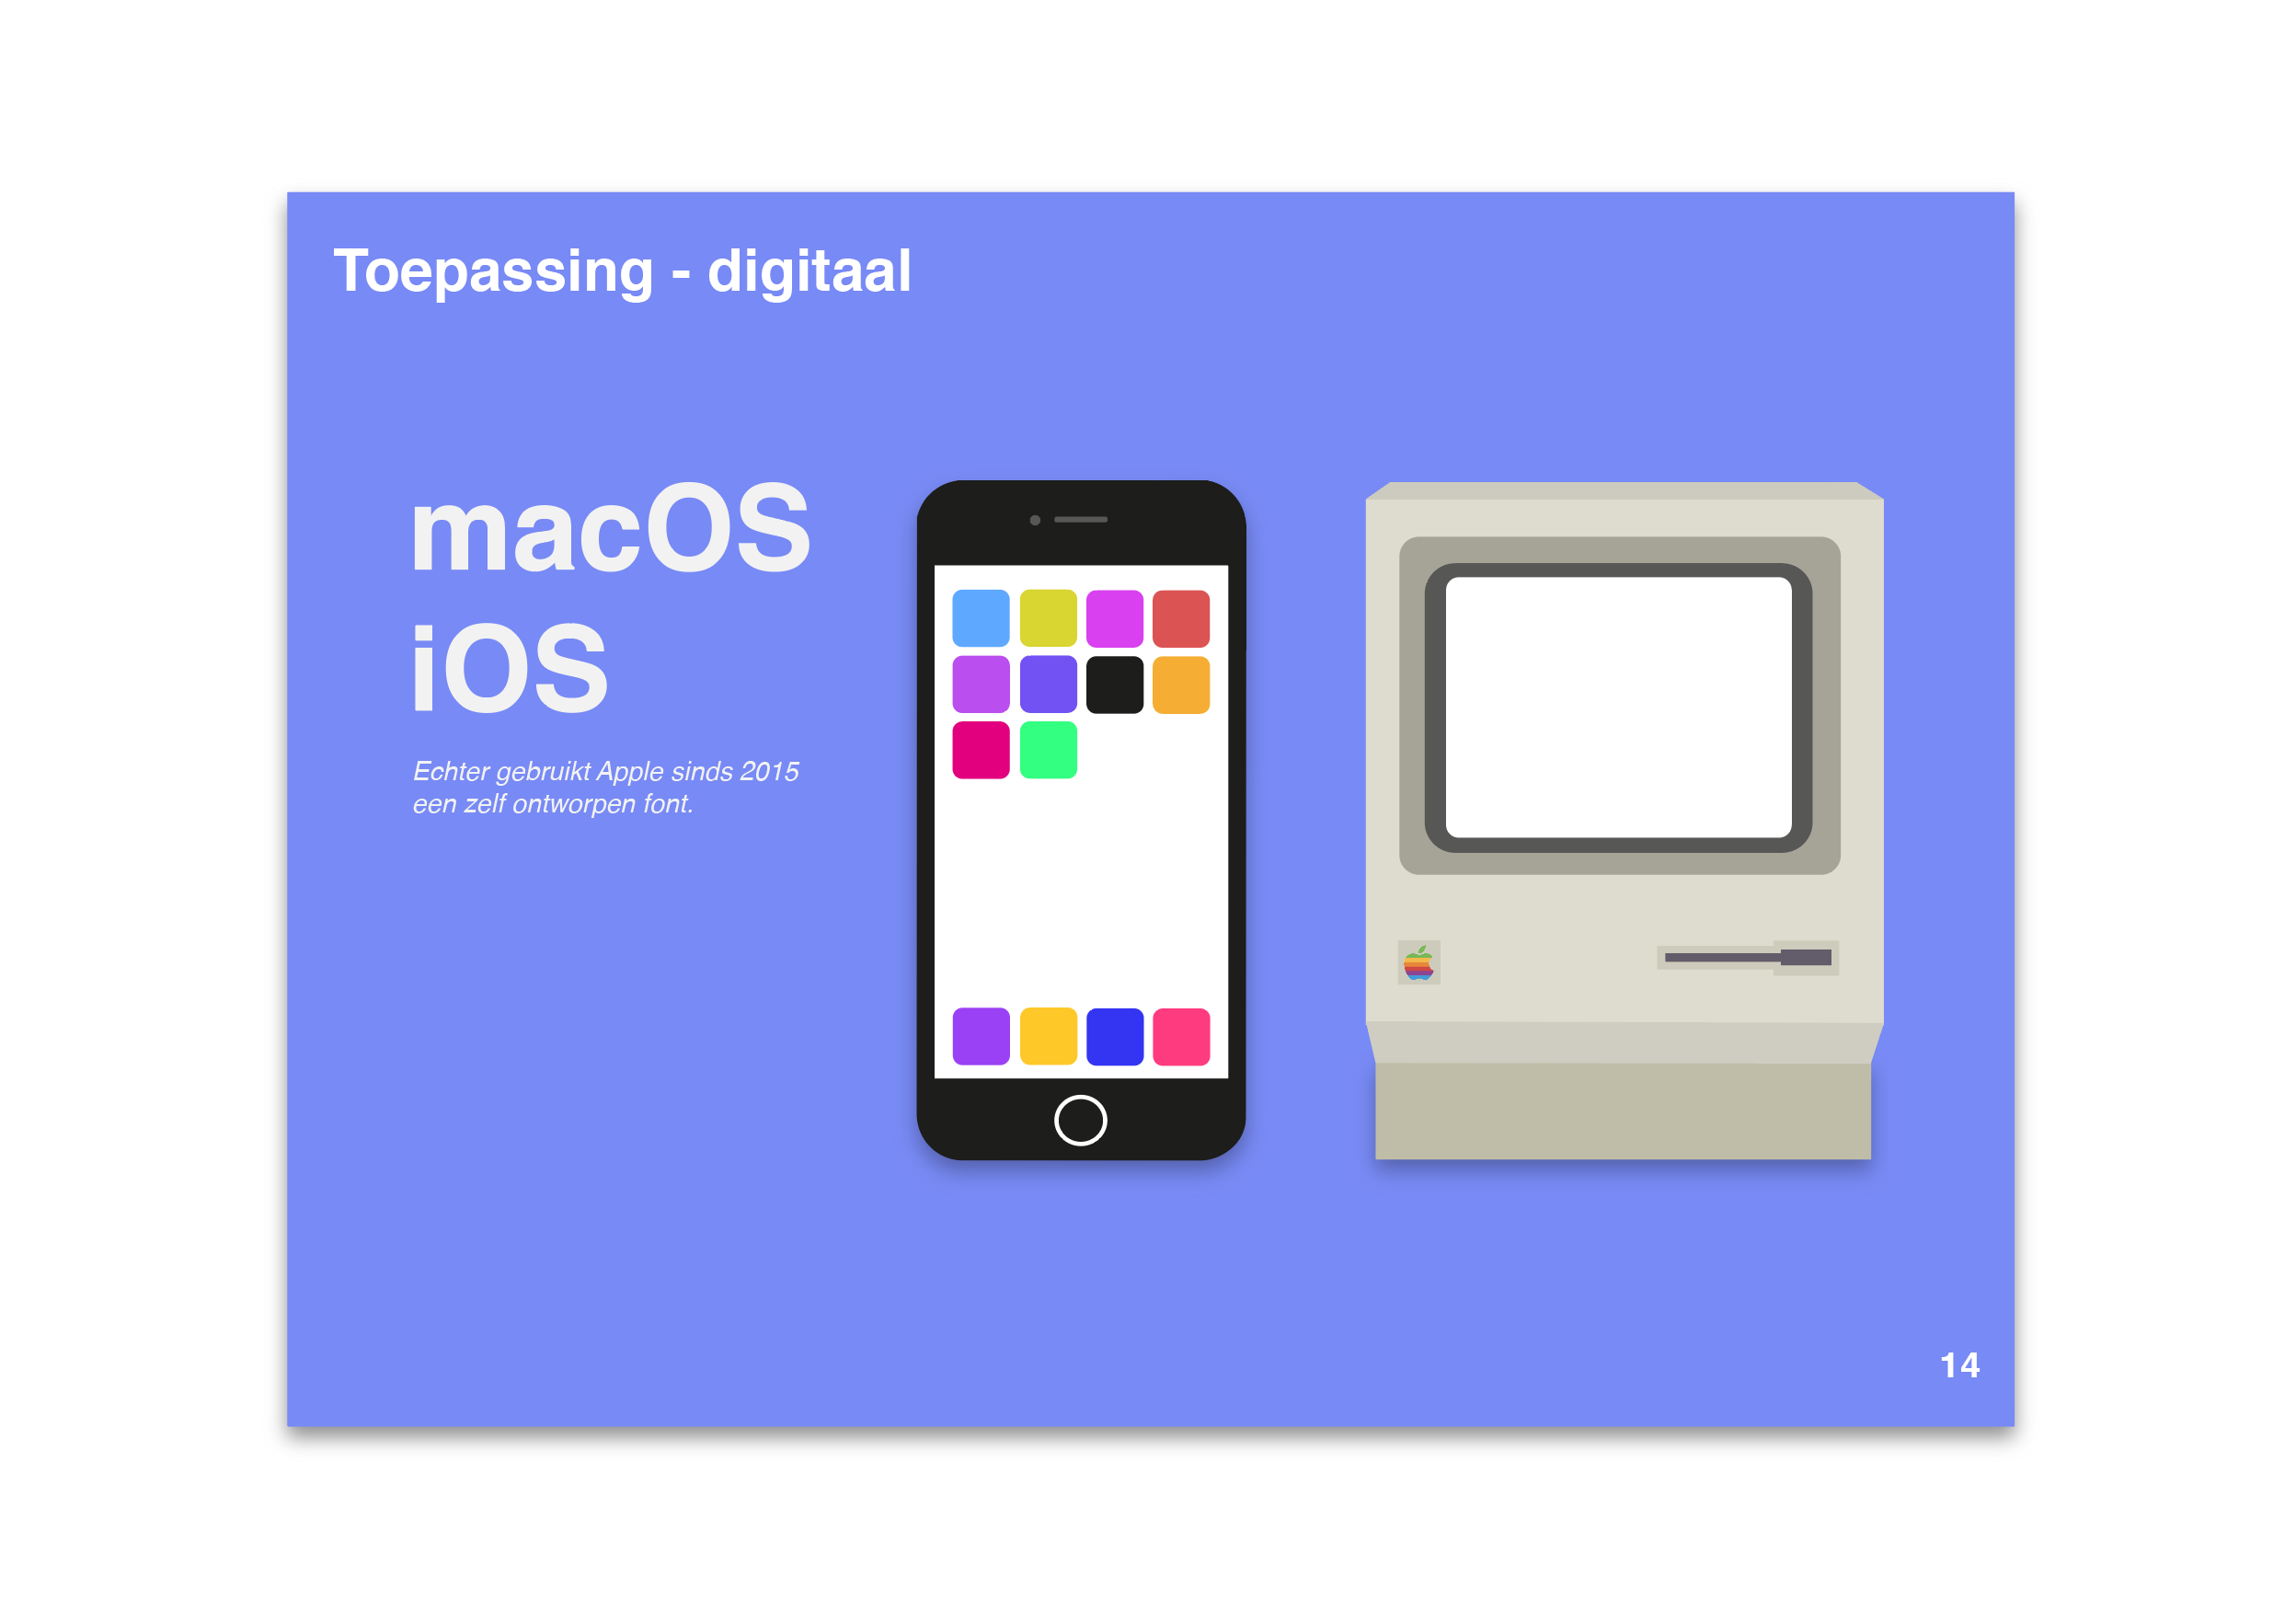 Toepassing - digitaal
macOS
iOS
Echter gebruikt Apple sinds 2015
een zelf ontworpen font.
14